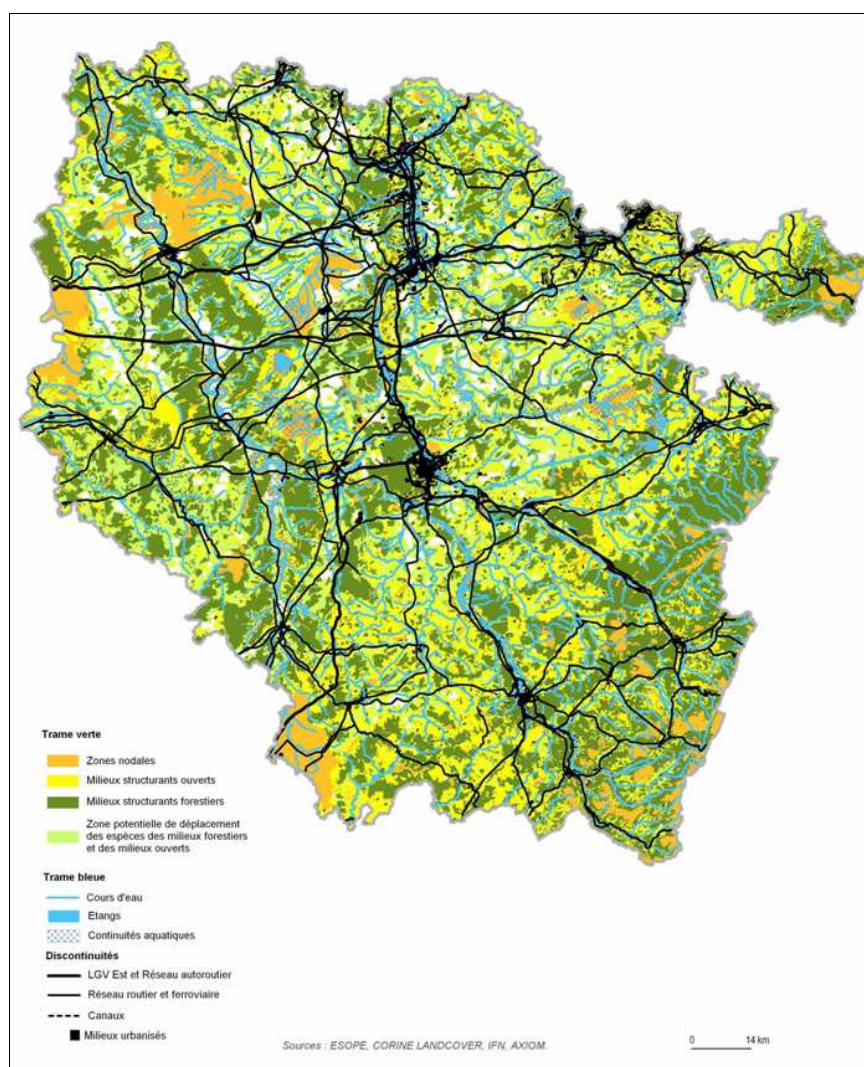 Trame verte
Zones nodales
Milieux structurants ouverts
Milieux structurants forestiers
Zone potentielle de déplacement
des espèces des milieux forestiers
et des milieux ouverts
Trame bleue
Cours d'eau
Etangs
Continuités aquatiques
Discontinuités
LGV Est et Réseau autoroutier
Réseau routier et ferroviaire
Canaux
Milieux urbanisés
Sources : ESOPE, CORINE LANDCOVER, IFN, AXIOM.
0 14 km